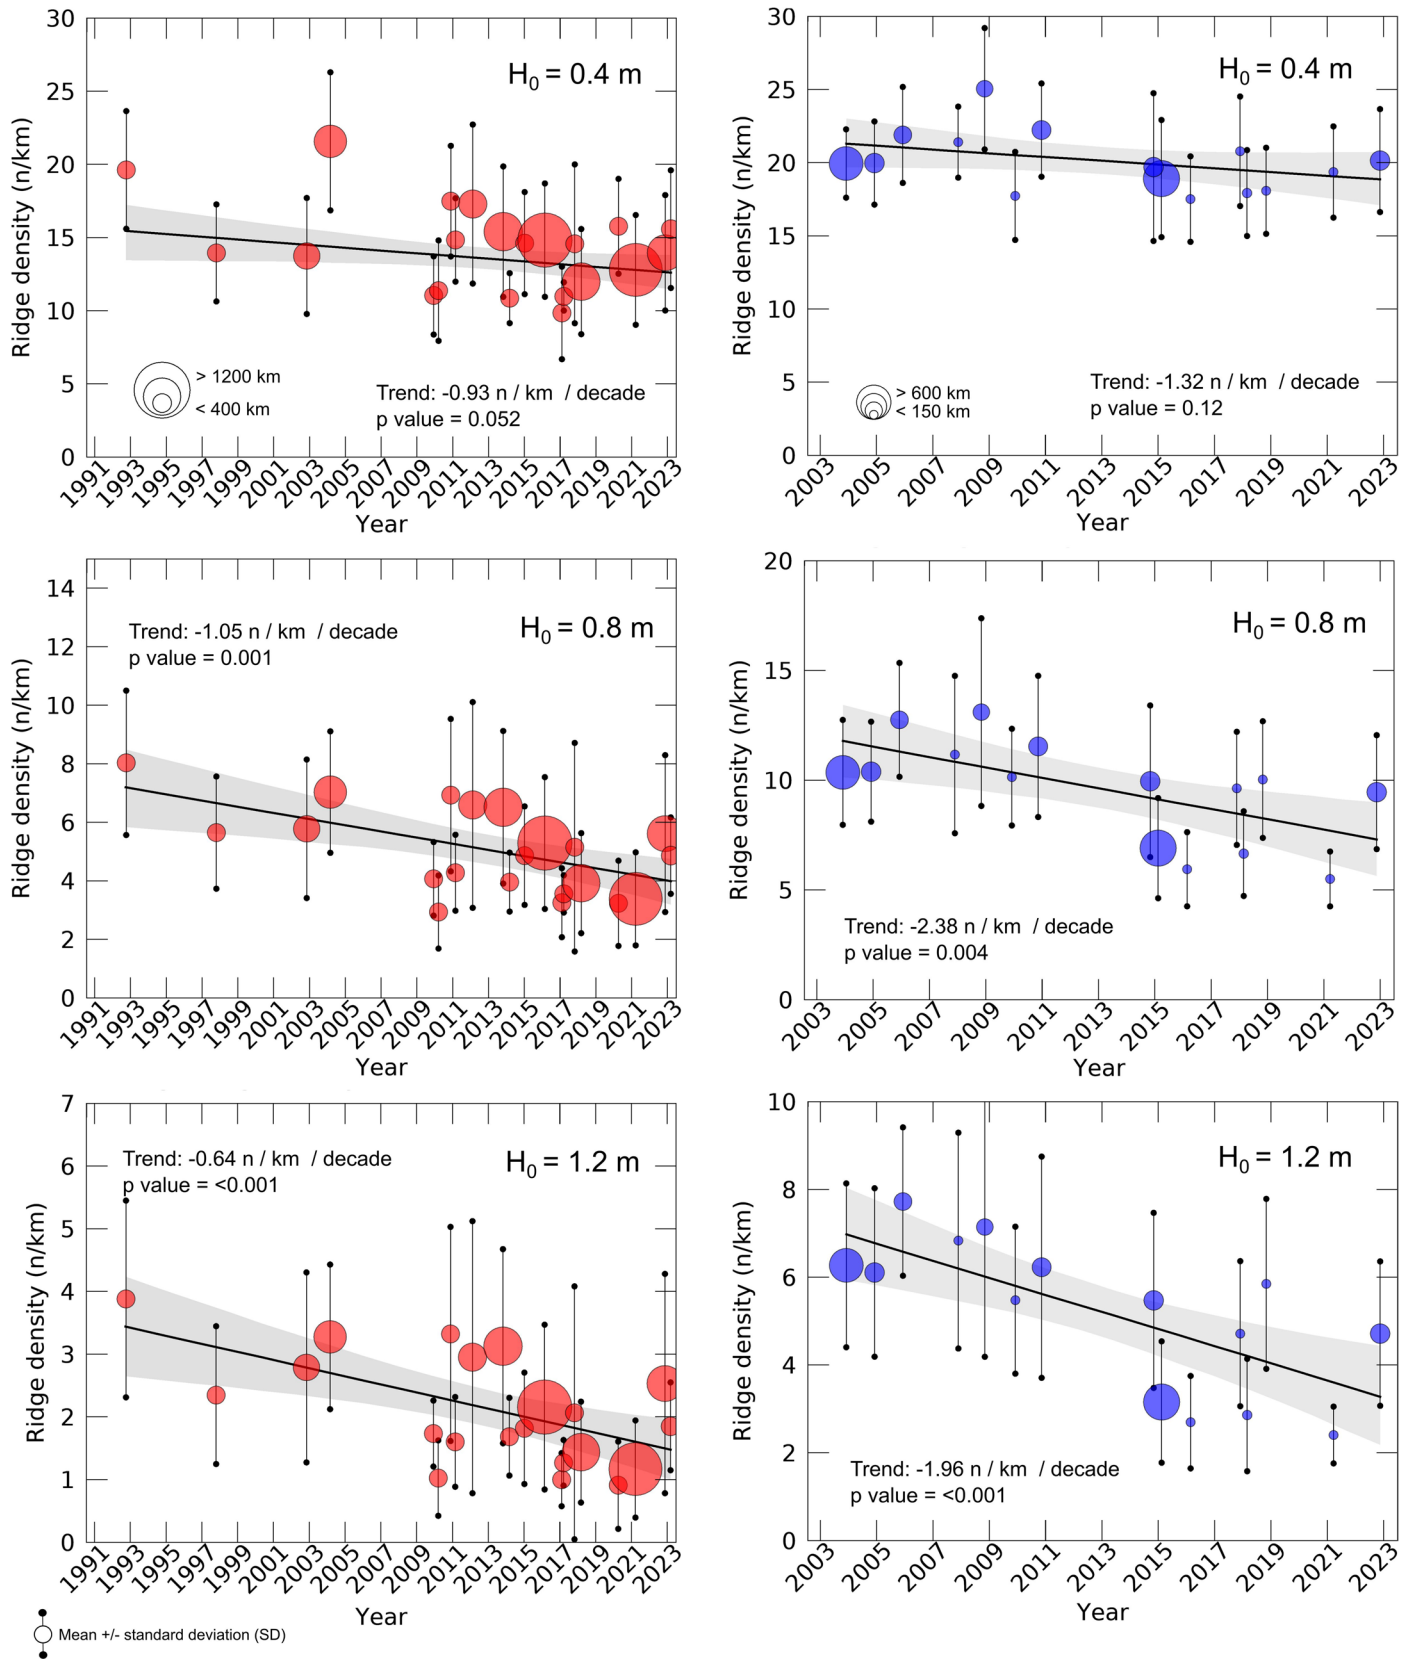 30
25
20
15
10
5
0
Ridge density (n/km)
H0 = 0.4 m
> 1200 km
< 400 km
Trend: -0.93 n / km / decade
p value = 0.052
1991 1993 1995 1997 1999 2001 2003 2005 2007 2009 2011 2013 2015 2017 2019 2021 2023
Year
30
25
20
15
10
5
0
Ridge density (n/km)
H0 = 0.4 m
> 600 km
< 150 km
Trend: -1.32 n / km / decade
p value = 0.12
2003 2005 2007 2009 2011 2013 2015 2017 2019 2021 2023
Year
14
12
10
8
6
4
2
0
Ridge density (n/km)
Trend: -1.05 n / km / decade
p value = 0.001
H0 = 0.8 m
1991 1993 1995 1997 1999 2001 2003 2005 2007 2009 2011 2013 2015 2017 2019 2021 2023
Year
20
15
10
5
0
Ridge density (n/km)
H0 = 0.8 m
Trend: -2.38 n / km / decade
p value = 0.004
2003 2005 2007 2009 2011 2013 2015 2017 2019 2021 2023
Year
7
6
5
4
3
2
1
0
Ridge density (n/km)
Trend: -0.64 n / km / decade
p value = <0.001
H0 = 1.2 m
1991 1993 1995 1997 1999 2001 2003 2005 2007 2009 2011 2013 2015 2017 2019 2021 2023
Year
10
8
6
4
2
0
Ridge density (n/km)
H0 = 1.2 m
Trend: -1.96 n / km / decade
p value = <0.001
2003 2005 2007 2009 2011 2013 2015 2017 2019 2021 2023
Year
Mean +/- standard deviation (SD)